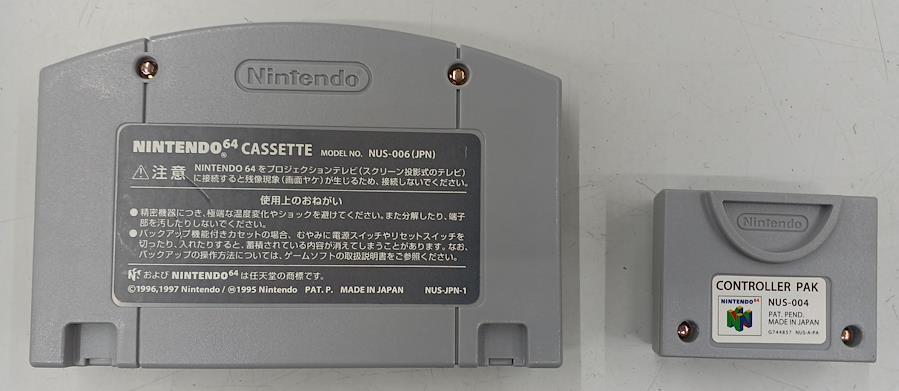 Nintendo
NINTENDO64® CASSETTE MODEL NO. NUS-006(JPN)
⚠注意 NINTENDO 64をプロジェクションテレビ(スクリーン投影式のテレビ)
に接続すると残像現象(画面ヤケ)が生じるため、接続しないでください。
使用上のおねがい
●精密機器につき、極端な温度変化やショックを避けてください。また分解したり、端子
部を汚したりしないでください。
●バックアップ機能付きカセットの場合、むやみに電源スイッチやリセットスイッチを
切ったり、入れたりすると、蓄積されている内容が消えてしまうことがあります。なお、
バックアップの操作方法については、ゲームソフトの取扱説明書をご参照ください。
およびNINTENDO64は任天堂の商標です。
©1996,1997 Nintendo/Ⓜ1995 Nintendo PAT. P. MADE IN JAPAN NUS-JPN-1
Nintendo
CONTROLLER PAK
NINTENDO64
NUS-004
PAT. PEND.
MADE IN JAPAN
G744857 NUS-A-PA